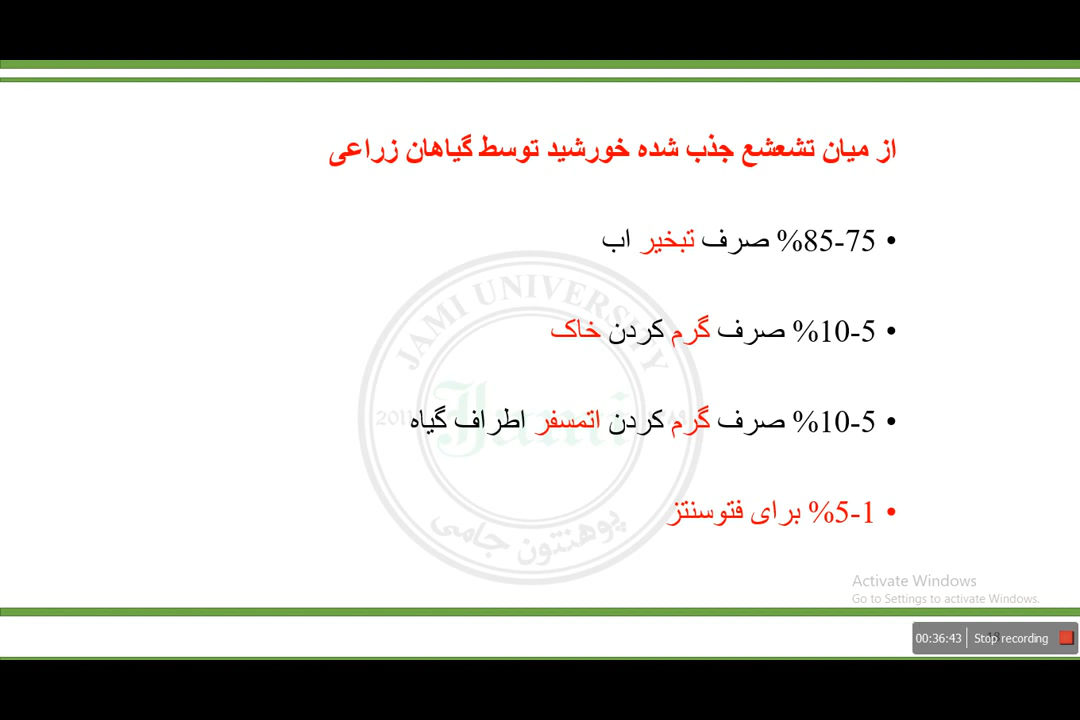 از میان تشعشع جذب شده خورشید توسط گیاهان زراعی
• 75-85% صرف تبخیر اب
• 5-10% صرف گرم کردن خاک
• 5-10% صرف گرم کردن اتمسفر اطراف گیاه
• 1-5% برای فتوسنتز
JAMI UNIVERSITY
2011
Jami
پوهنتون جامی
Activate Windows
Go to Settings to activate Windows.
00:36:43 Stop recording